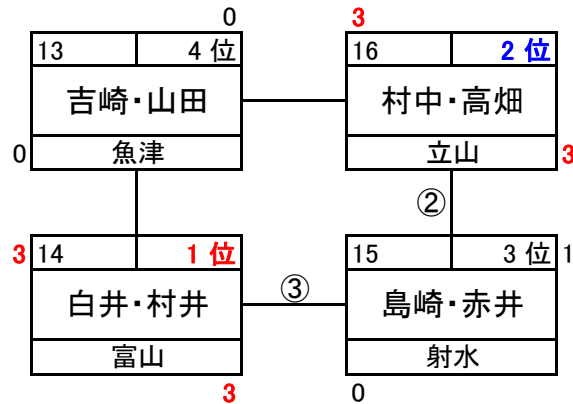 0 3
13 4位 16 2位
吉崎・山田 村中・高畑
0 魚津 立山 3
②
3 14 1位 15 3位 1
白井・村井 ③ 島崎・赤井
富山 射水
3 0